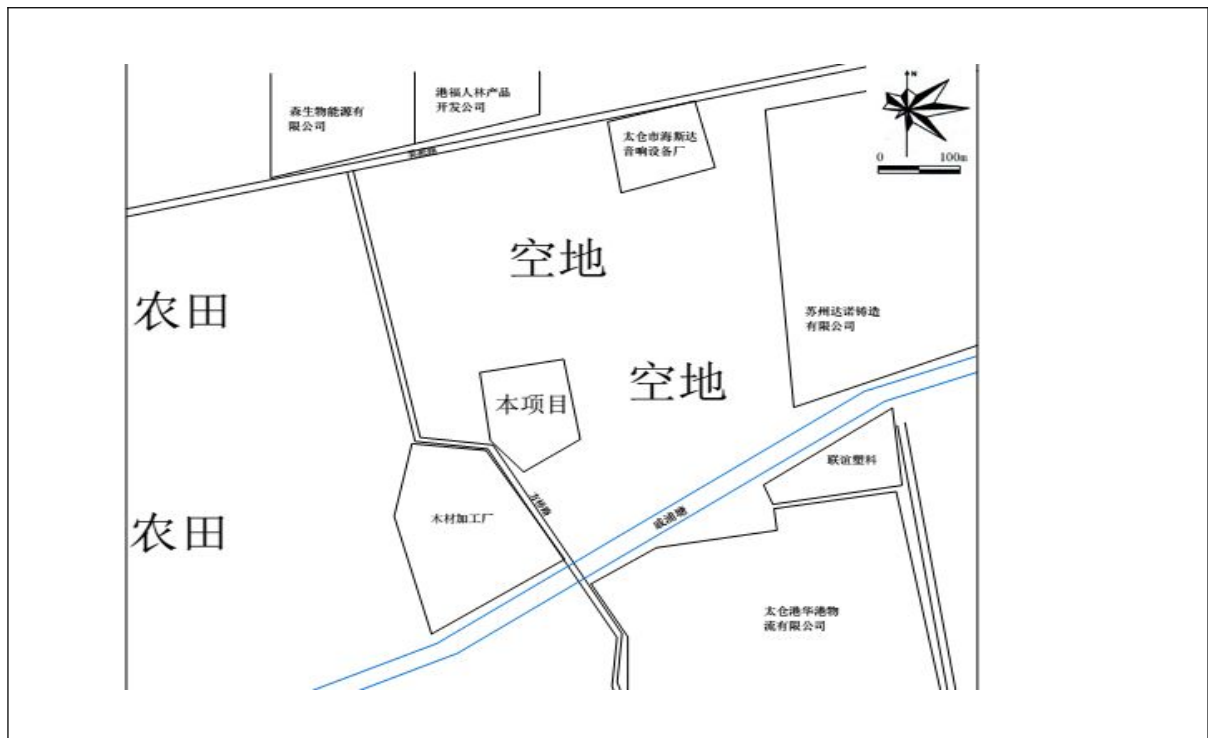 森生物能源有
限公司
港福人林产品
开发公司
太仓市海斯达
音响设备厂
N
0 100m
空地
农田
苏州达诺铸造
有限公司
空地
本项目
联谊塑料
木材加工厂
戚浦塘
农田
太仓港华港物
流有限公司